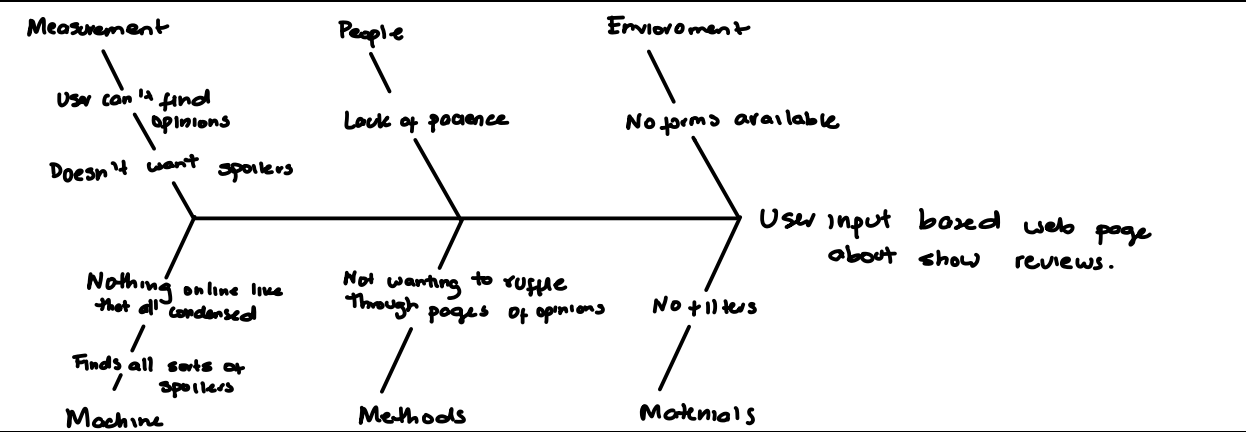 Measurement
People
Enviroment
User can't find
opinions
Lack of pacience
No forms available
Doesn't want spoilers
User input based web page
about show reviews.
Nothing online like
that all condensed
Not wanting to ruffle
through pages of opinions
No filters
Finds all sorts of
spoilers
Machine
Methods
Materials